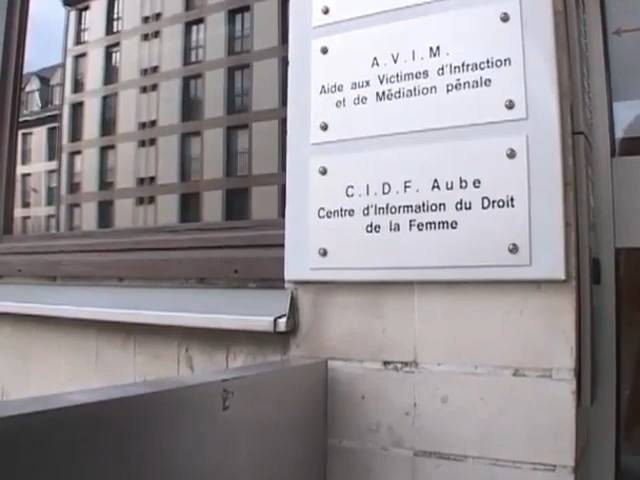 A.V.I.M.
Aide aux Victimes d'Infraction
et de Médiation pénale
C.I.D.F. Aube
Centre d'Information du Droit
de la Femme